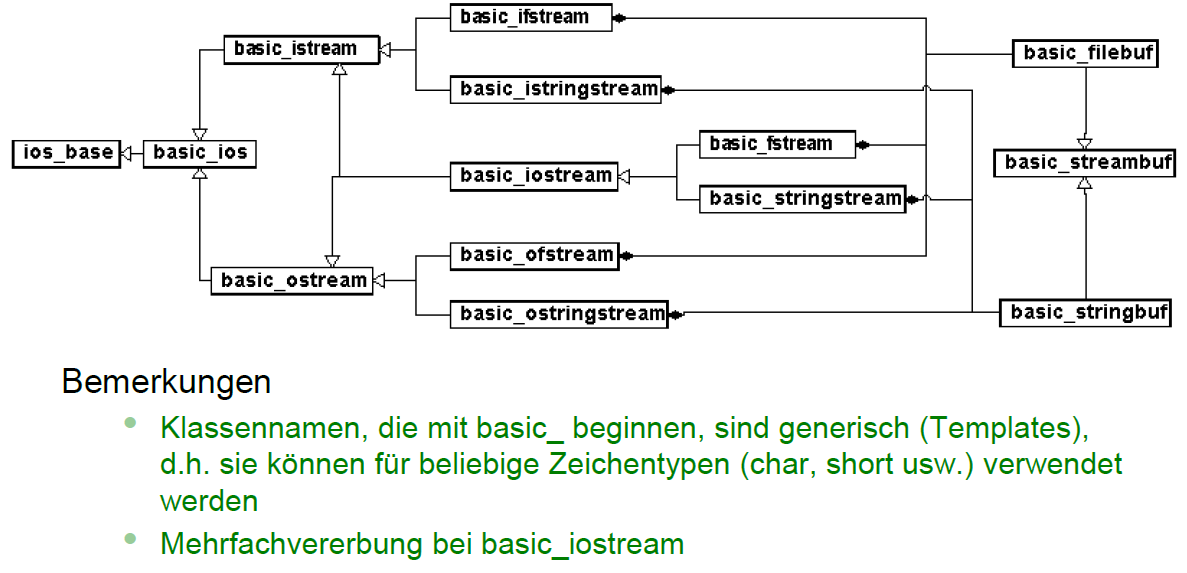 basic_ifstream
basic_istream
basic_filebuf
basic_istringstream
basic_fstream
ios_base
basic_ios
basic_streambuf
basic_iostream
basic_stringstream
basic_ofstream
basic_ostream
basic_ostringstream
basic_stringbuf
Bemerkungen
• Klassennamen, die mit basic_ beginnen, sind generisch (Templates),
d.h. sie können für beliebige Zeichentypen (char, short usw.) verwendet
werden
• Mehrfachvererbung bei basic_iostream